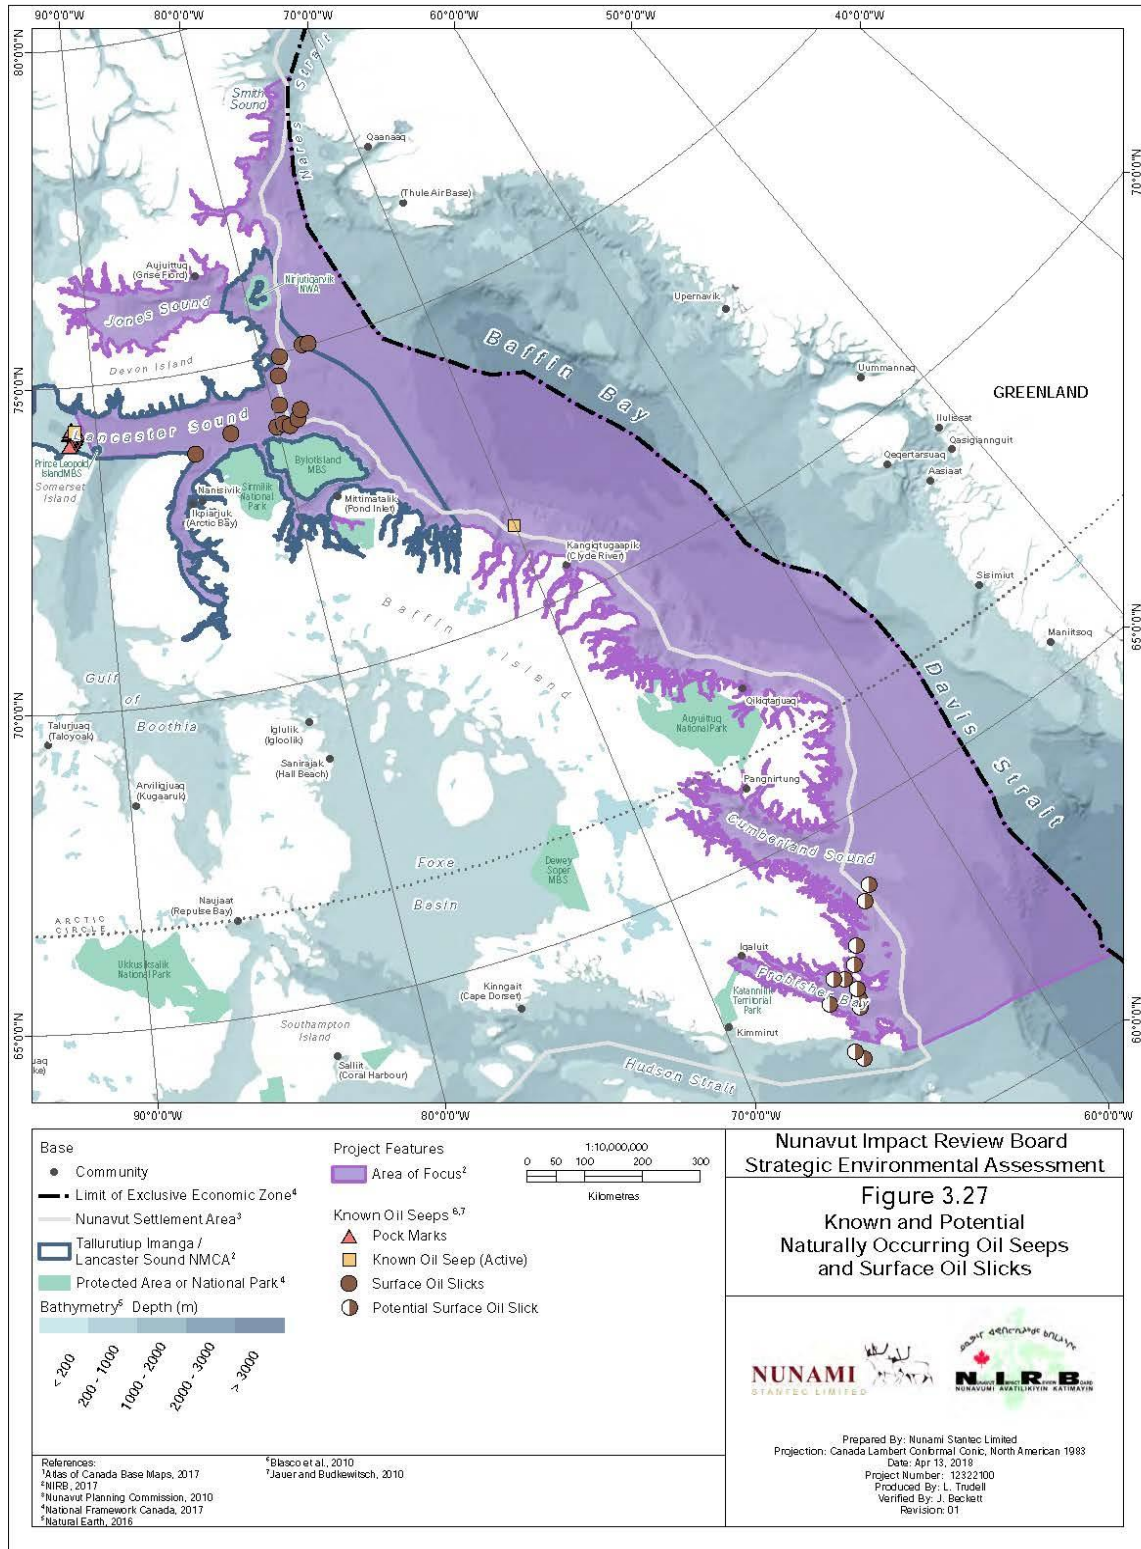 90°0'0"W 80°0'0"W 70°0'0"W 60°0'0"W 50°0'0"W 40°0'0"W
80°0'0"N
75°0'0"N
70°0'0"N
65°0'0"N
70°0'0"N
65°0'0"N
60°0'0"N
Smith
Sound
Nares Strait
Qaanaaq
(Thule Air Base)
Aujuittuq
(Grise Fiord)
Nirjutiqarvik
NWA
Jones Sound
Upernavik
Devon Island
Baffin Bay
Uummannaq
GREENLAND
Lancaster Sound
Ilulissat
Qasigiannguit
Qeqertarsuaq
Aasiaat
Prince Leopold
Island MBS
Somerset
Island
Bylot Island
MBS
Nanisivik
Sirmilik
National
Park
Mittimatalik
(Pond Inlet)
Ikpiarjuk
(Arctic Bay)
Kangiqtugaapik
(Clyde River)
Sisimiut
Baffin Island
Maniitsoq
Gulf
of
Boothia
Davis Strait
Talurjuaq
(Taloyoak)
Iglulik
(Igloolik)
Sanirajak
(Hall Beach)
Qikiqtarjuaq
Auyuittuq
National Park
Arviligjuaq
(Kugaaruk)
Pangnirtung
Cumberland Sound
Foxe
Basin
Dewey
Soper
MBS
Naujaat
(Repulse Bay)
ARCTIC
CIRCLE
Ukkusiksalik
National Park
Iqaluit
Frobisher Bay
Kinngait
(Cape Dorset)
Katannilik
Territorial
Park
Kimmirut
Southampton
Island
Salliit
(Coral Harbour)
Hudson Strait
90°0'0"W 80°0'0"W 70°0'0"W 60°0'0"W
Base
Community
Limit of Exclusive Economic Zone⁴
Nunavut Settlement Area³
Tallurutiup Imanga /
Lancaster Sound NMCA²
Protected Area or National Park⁴
Bathymetry⁵ Depth (m)
< 200
200 - 1000
1000 - 2000
2000 - 3000
> 3000
Project Features
Area of Focus²
Known Oil Seeps ⁶,⁷
Pock Marks
Known Oil Seep (Active)
Surface Oil Slicks
Potential Surface Oil Slick
1:10,000,000
0 50 100 200 300
Kilometres
Nunavut Impact Review Board
Strategic Environmental Assessment
Figure 3.27
Known and Potential
Naturally Occurring Oil Seeps
and Surface Oil Slicks
NUNAMI
STANTEC LIMITED
NIRB
NUNAVUT IMPACT REVIEW BOARD
NUNAVUMI AVATILIKIYIN KATIMAYIN
Prepared By: Nunami Stantec Limited
Projection: Canada Lambert Conformal Conic, North American 1983
Date: Apr 13, 2018
Project Number: 12322100
Produced By: L. Trudell
Verified By: J. Beckett
Revision: 01
References:
¹Atlas of Canada Base Maps, 2017
²NIRB, 2017
³Nunavut Planning Commission, 2010
⁴National Framework Canada, 2017
⁵Natural Earth, 2016
⁶Blasco et al., 2010
⁷Jauer and Budkewitsch, 2010